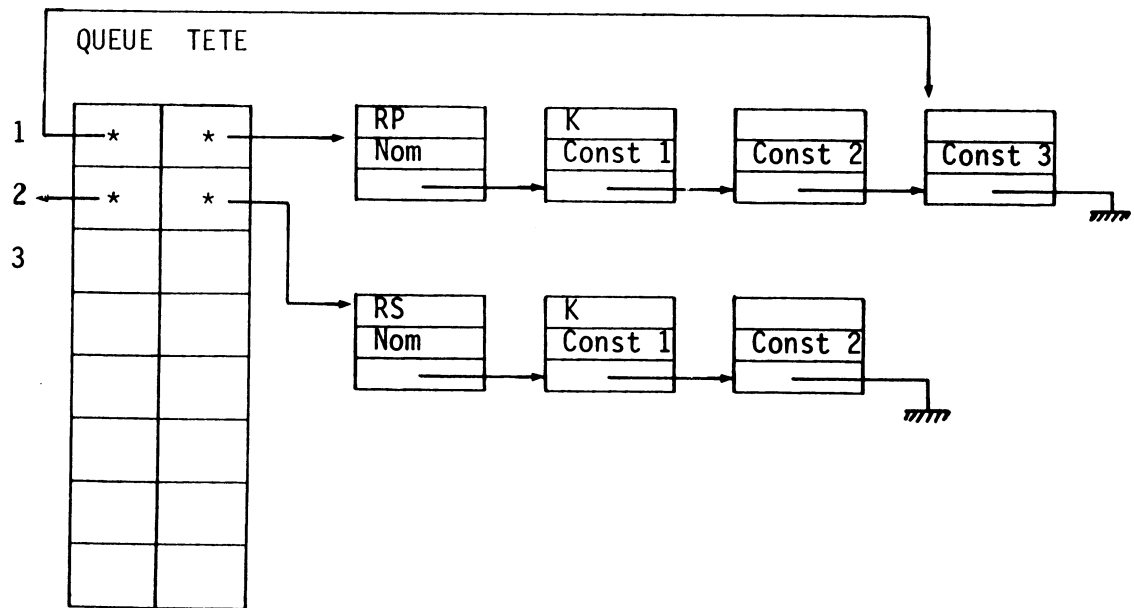 QUEUE TETE
1 * *
RP K
Nom Const 1 Const 2 Const 3
2 * *
3
RS K
Nom Const 1 Const 2